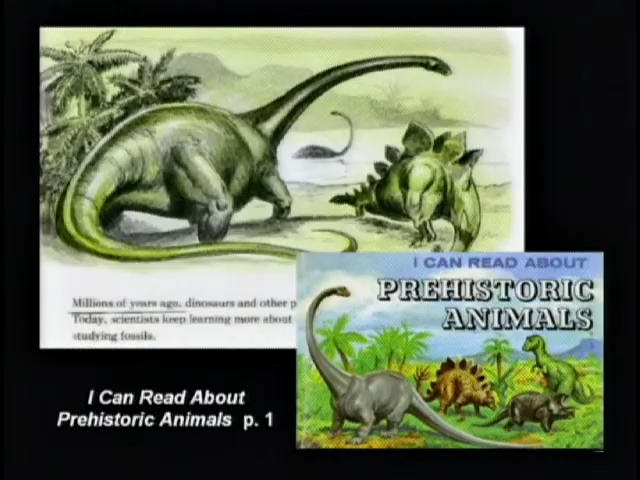 Millions of years ago, dinosaurs and other p
Today, scientists keep learning more about
studying fossils.
I CAN READ ABOUT
PREHISTORIC
ANIMALS
I Can Read About
Prehistoric Animals p. 1